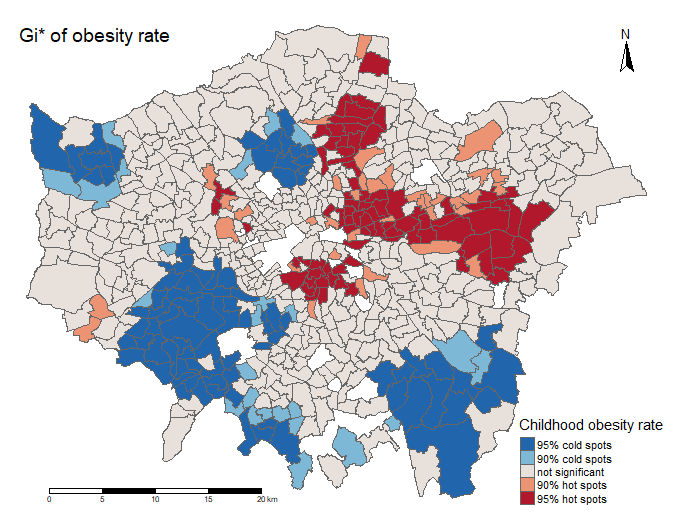 Gi* of obesity rate
N
Childhood obesity rate
95% cold spots
90% cold spots
not significant
90% hot spots
95% hot spots
0 5 10 15 20 km